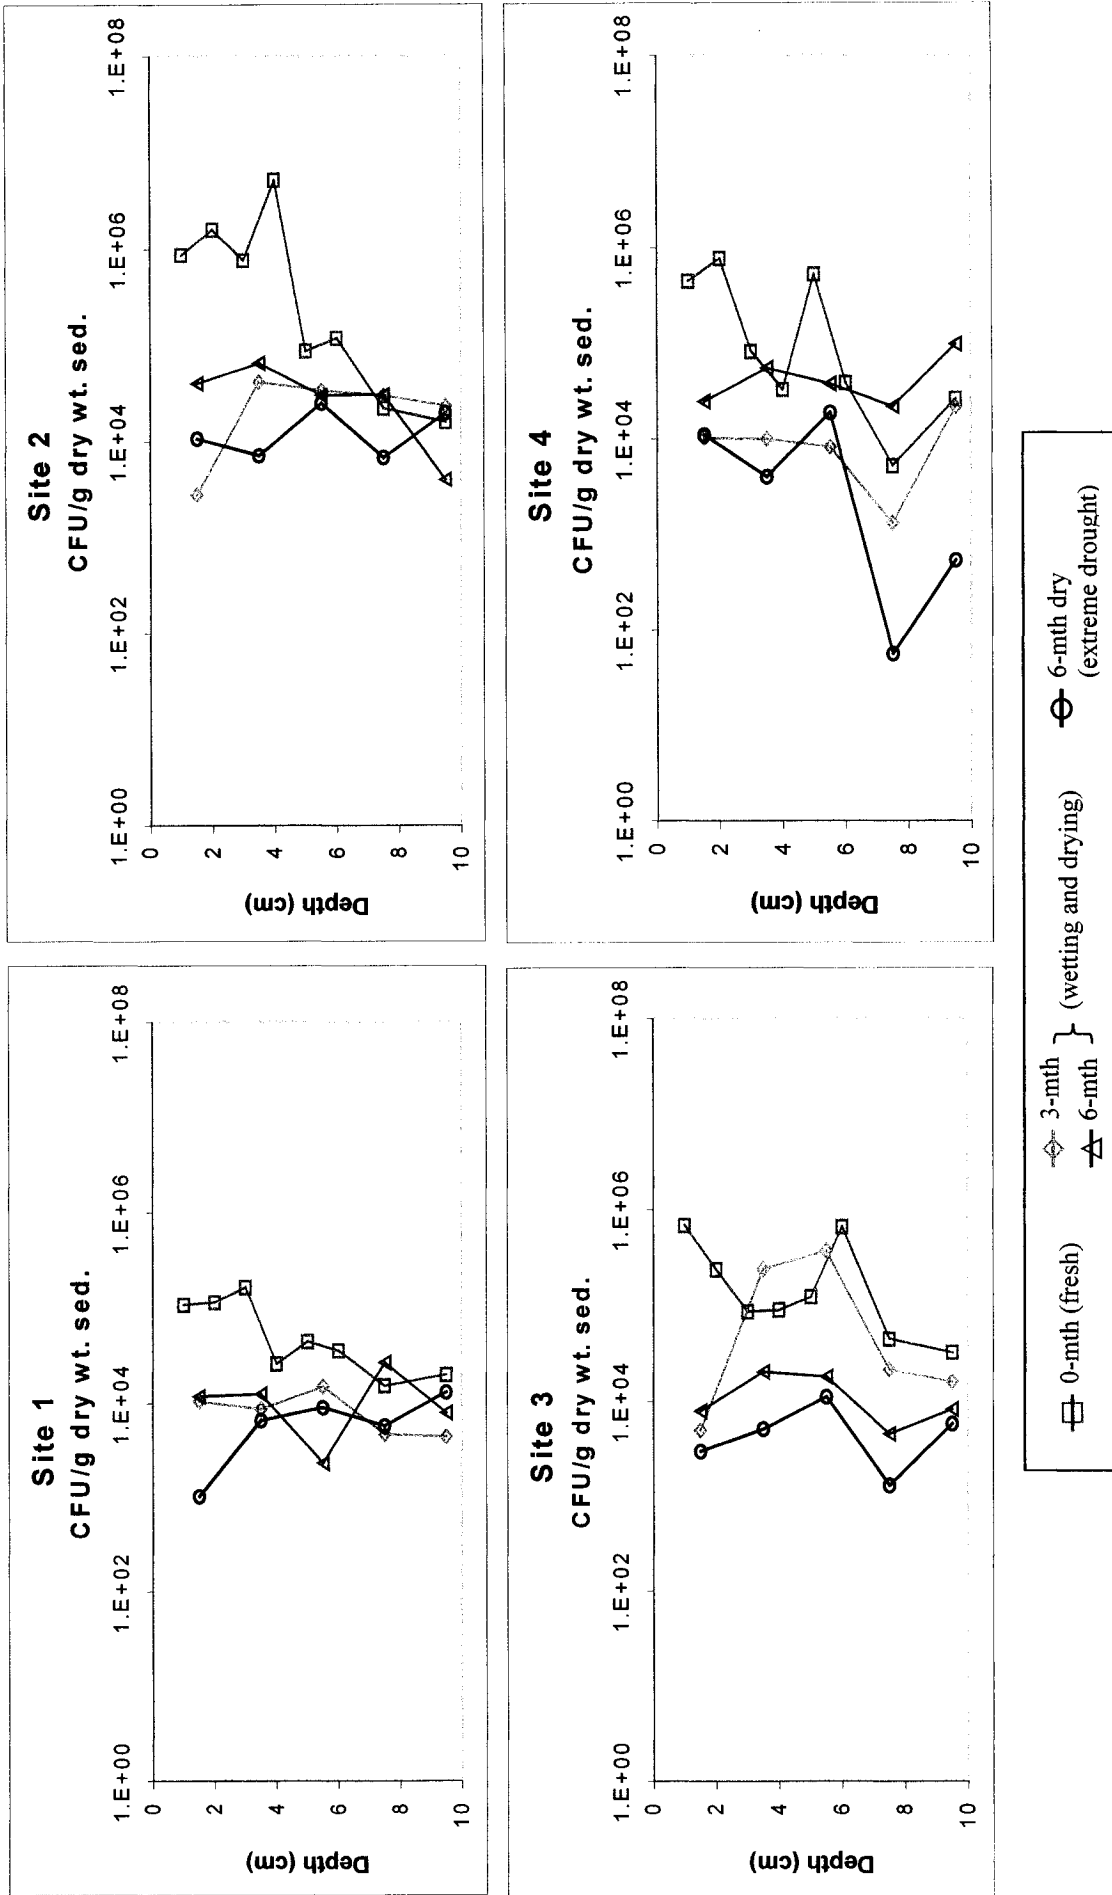 Site 1
CFU/g dry wt. sed.
1.E+00 1.E+02 1.E+04 1.E+06 1.E+08
0
2
4
6
8
10
Depth (cm)
Site 2
CFU/g dry wt. sed.
1.E+00 1.E+02 1.E+04 1.E+06 1.E+08
0
2
4
6
8
10
Depth (cm)
Site 3
CFU/g dry wt. sed.
1.E+00 1.E+02 1.E+04 1.E+06 1.E+08
0
2
4
6
8
10
Depth (cm)
Site 4
CFU/g dry wt. sed.
1.E+00 1.E+02 1.E+04 1.E+06 1.E+08
0
2
4
6
8
10
Depth (cm)
0-mth (fresh)
3-mth
6-mth
(wetting and drying)
6-mth dry
(extreme drought)